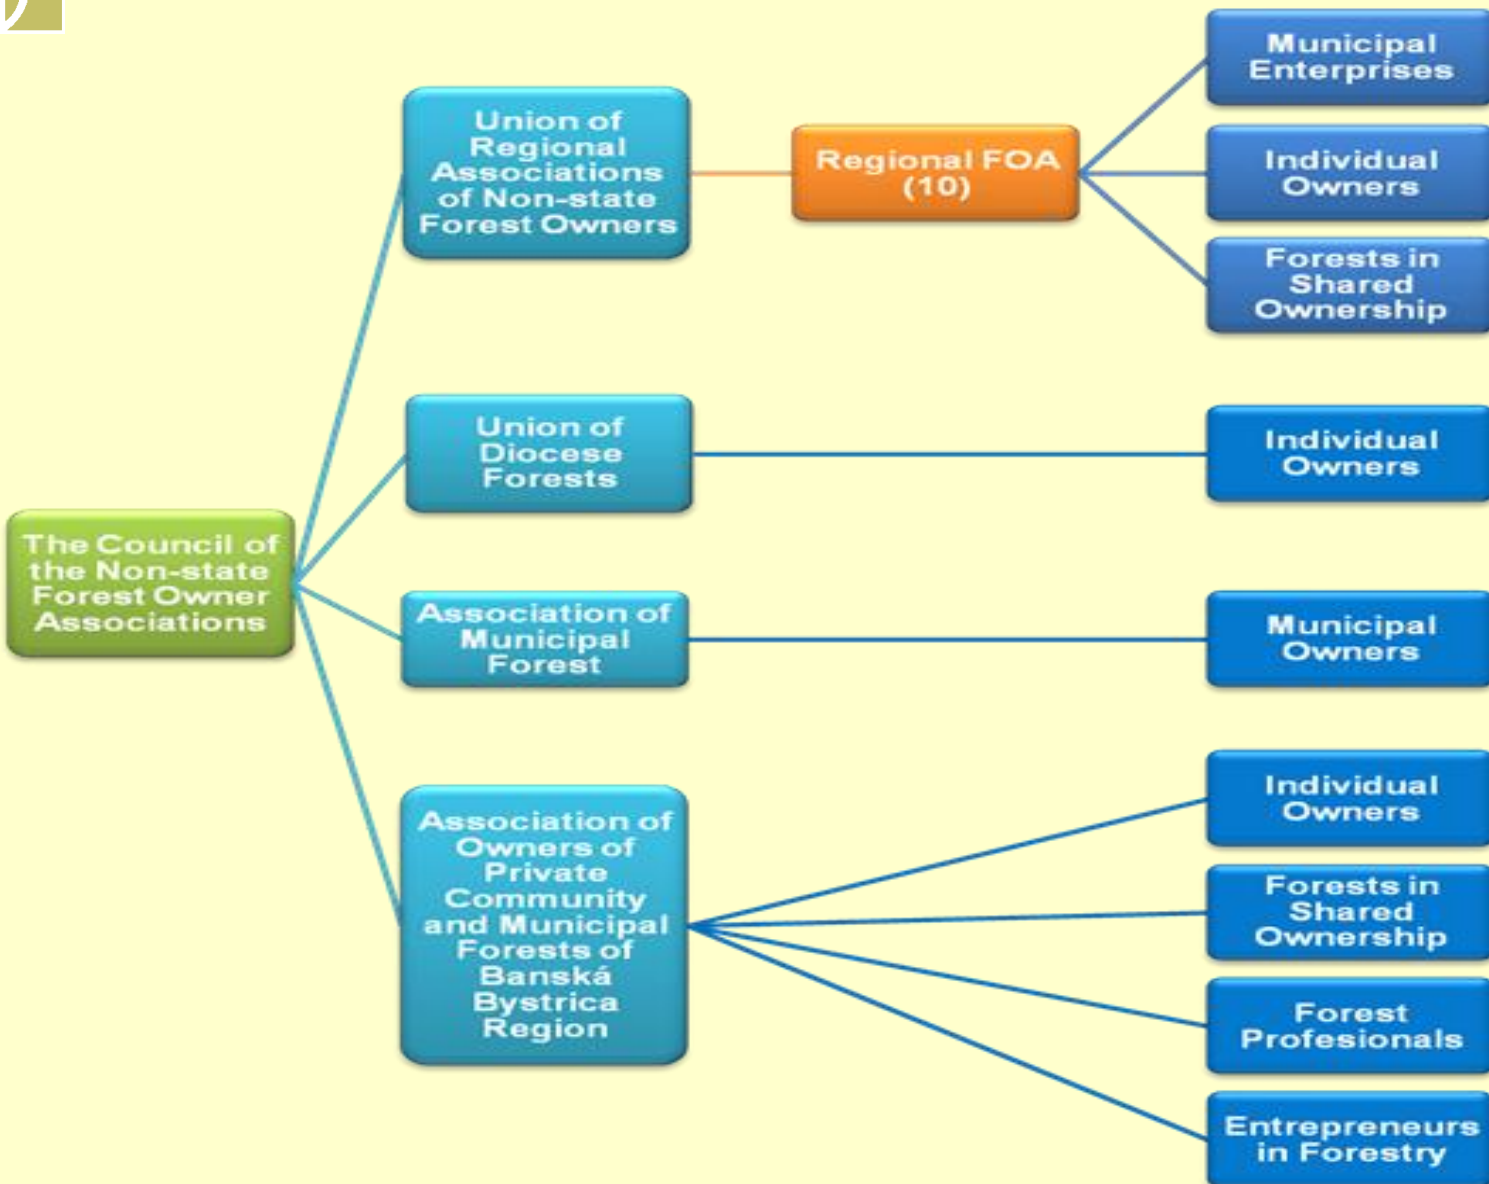 The Council of
the Non-state
Forest Owner
Associations
Union of
Regional
Associations
of Non-state
Forest Owners
Regional FOA
(10)
Municipal
Enterprises
Individual
Owners
Forests in
Shared
Ownership
Union of
Diocese
Forests
Individual
Owners
Association of
Municipal
Forest
Municipal
Owners
Association of
Owners of
Private
Community
and Municipal
Forests of
Banská
Bystrica
Region
Individual
Owners
Forests in
Shared
Ownership
Forest
Profesionals
Entrepreneurs
in Forestry